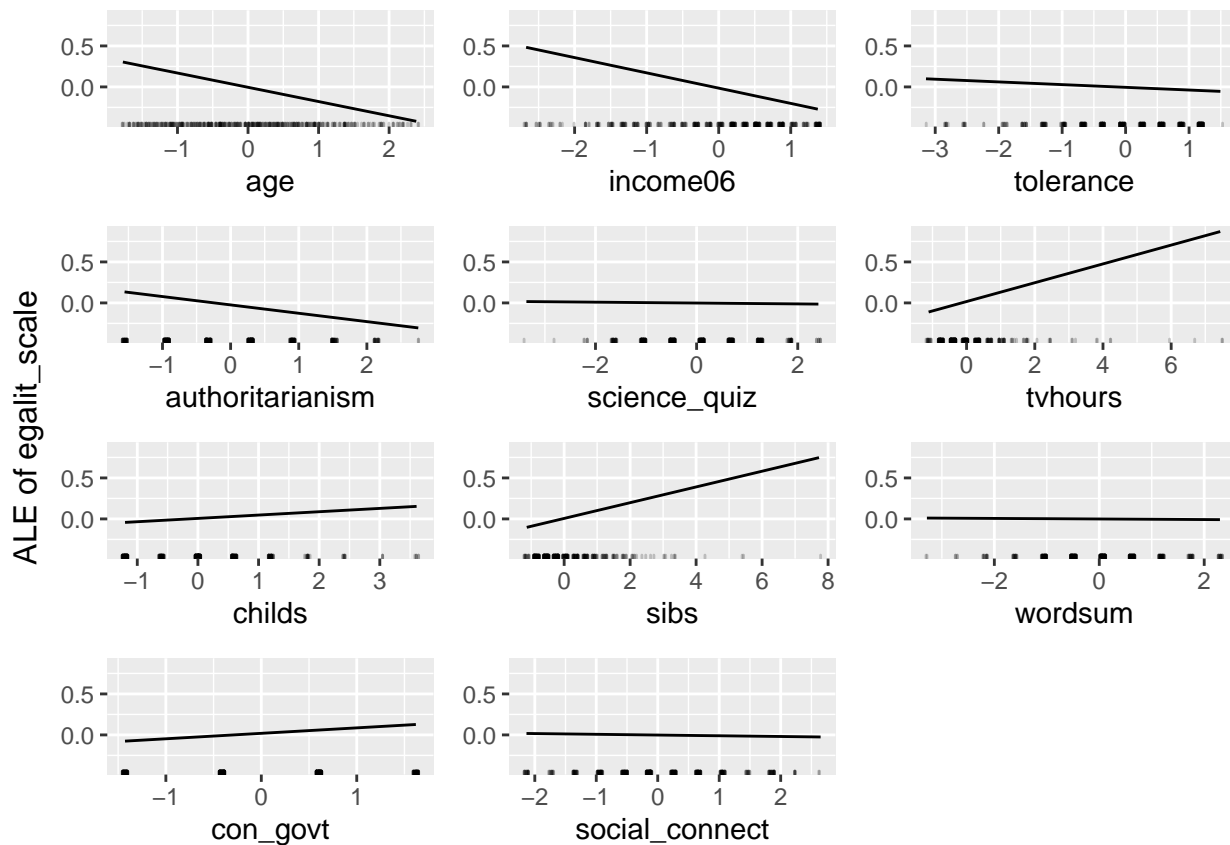 ALE of egalit_scale
0.5
0.0
−1 0 1 2
age
0.5
0.0
−2 −1 0 1
income06
0.5
0.0
−3 −2 −1 0 1
tolerance
0.5
0.0
−1 0 1 2
authoritarianism
0.5
0.0
−2 0 2
science_quiz
0.5
0.0
0 2 4 6
tvhours
0.5
0.0
−1 0 1 2 3
childs
0.5
0.0
0 2 4 6 8
sibs
0.5
0.0
−2 0 2
wordsum
0.5
0.0
−1 0 1
con_govt
0.5
0.0
−2 −1 0 1 2
social_connect